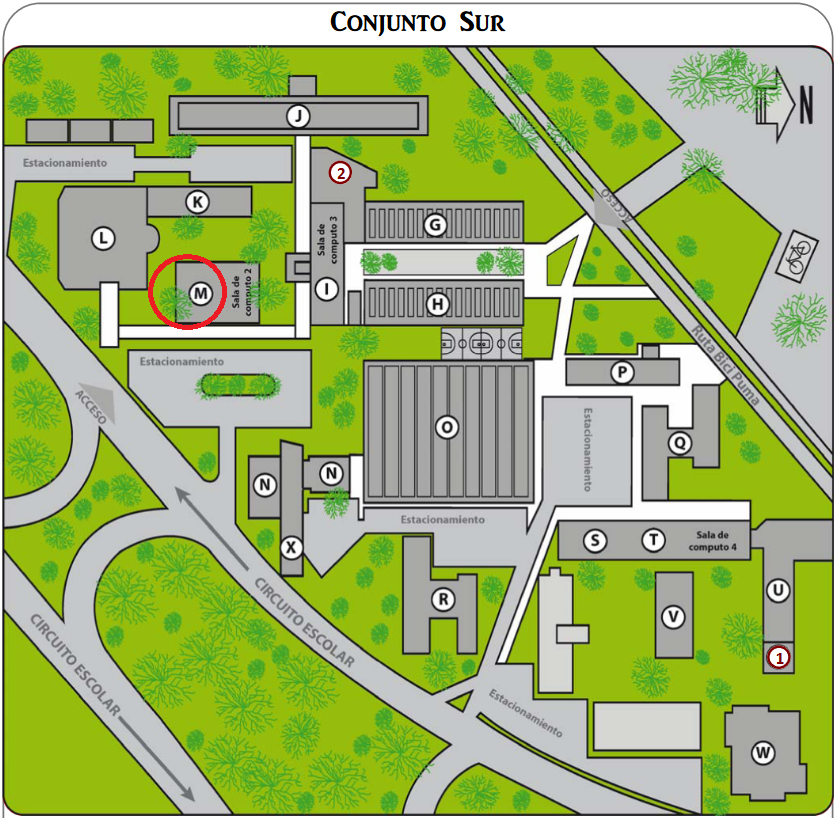 CONJUNTO SUR
N
J
Estacionamiento
2
K
ACCESO
G
L
Sala de
computo 3
M
Sala de
computo 2
I
H
Ruta Bici Puma
Estacionamiento
P
ACCESO
O
Estacionamiento
Q
N
N
Estacionamiento
X
S
T
Sala de
computo 4
CIRCUITO ESCOLAR
R
U
V
CIRCUITO ESCOLAR
1
Estacionamiento
W